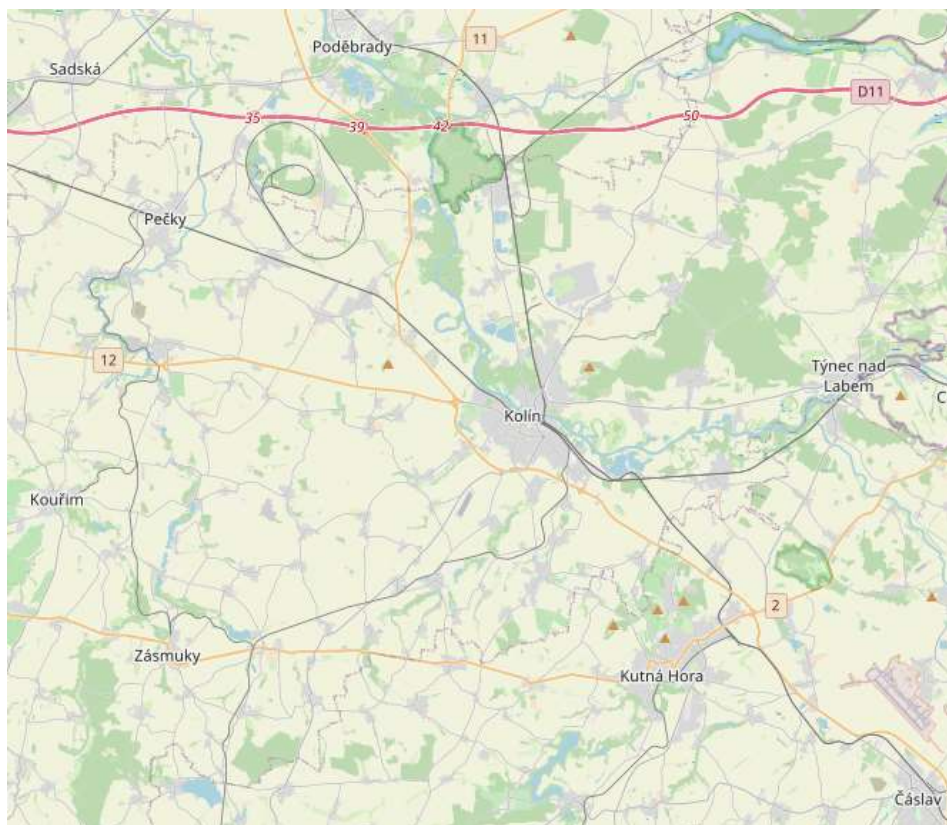 11
Poděbrady
Sadská
D11
35
39
42
50
Pečky
12
Týnec nad
Labem
C
Kolín
Kouřim
2
Zásmuky
Kutná Hora
Čáslav